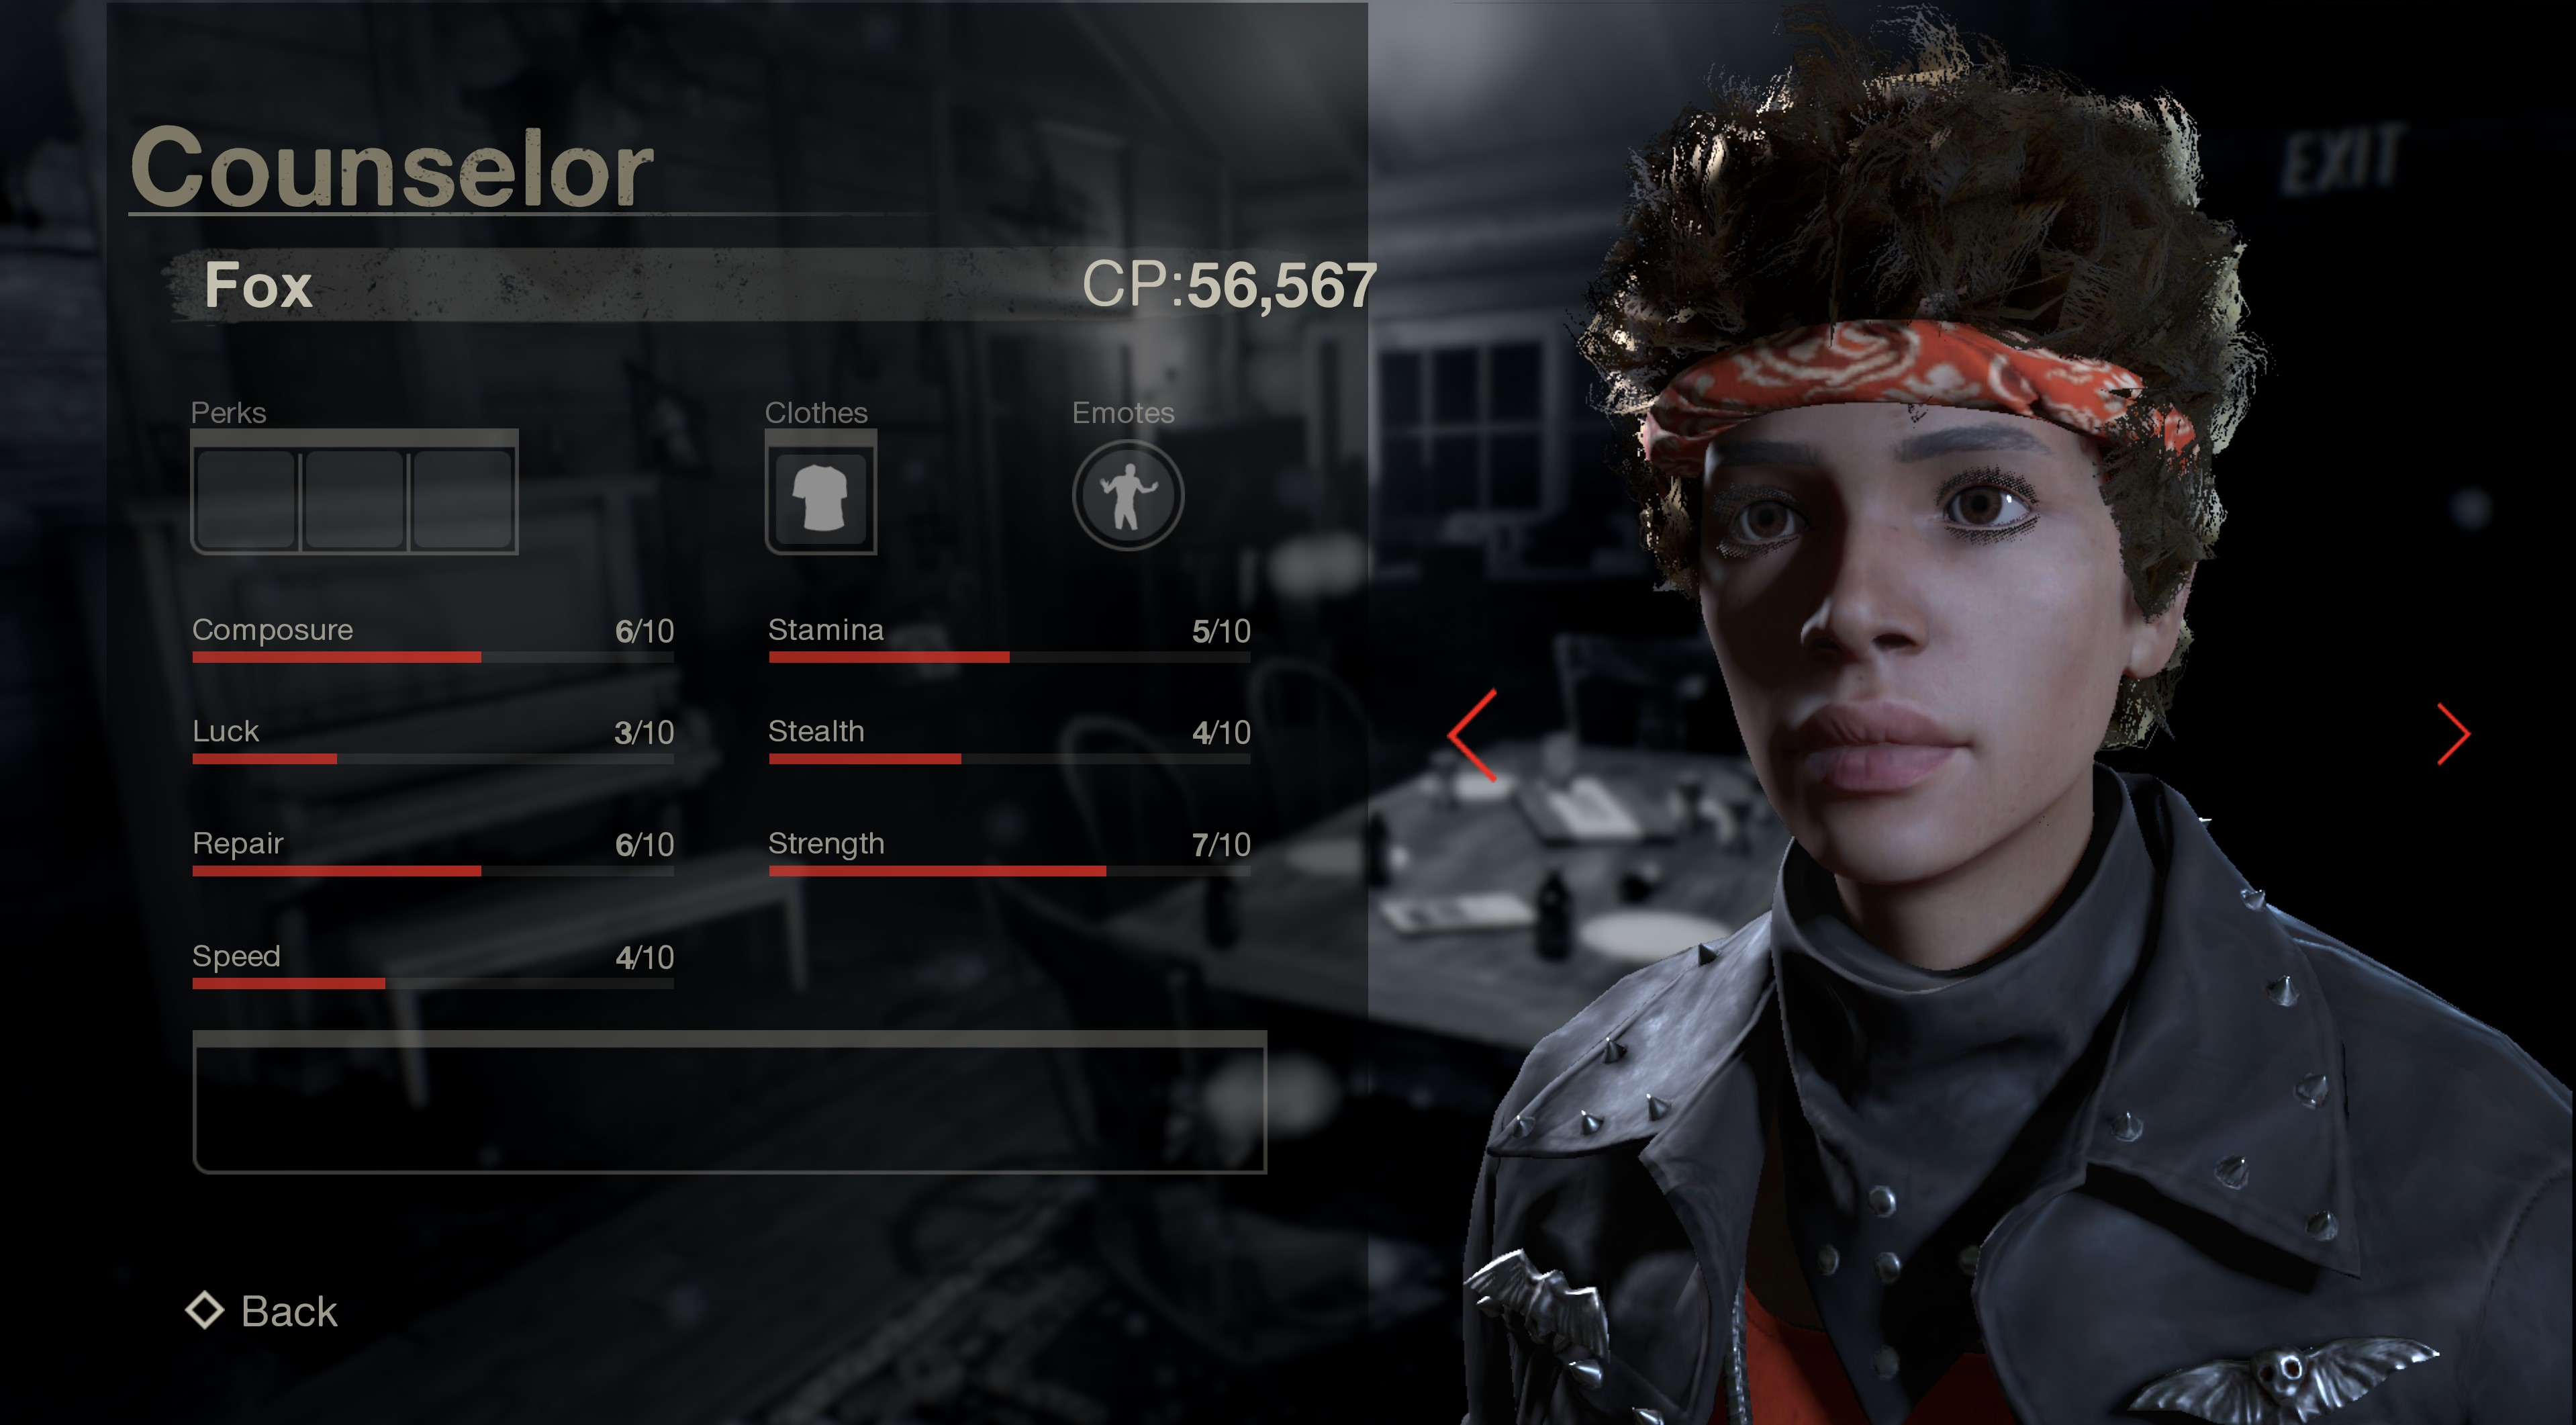 Counselor
Fox
CP:56,567
Perks
Clothes
Emotes
Composure 6/10
Stamina 5/10
Luck 3/10
Stealth 4/10
Repair 6/10
Strength 7/10
Speed 4/10
Back
EXIT